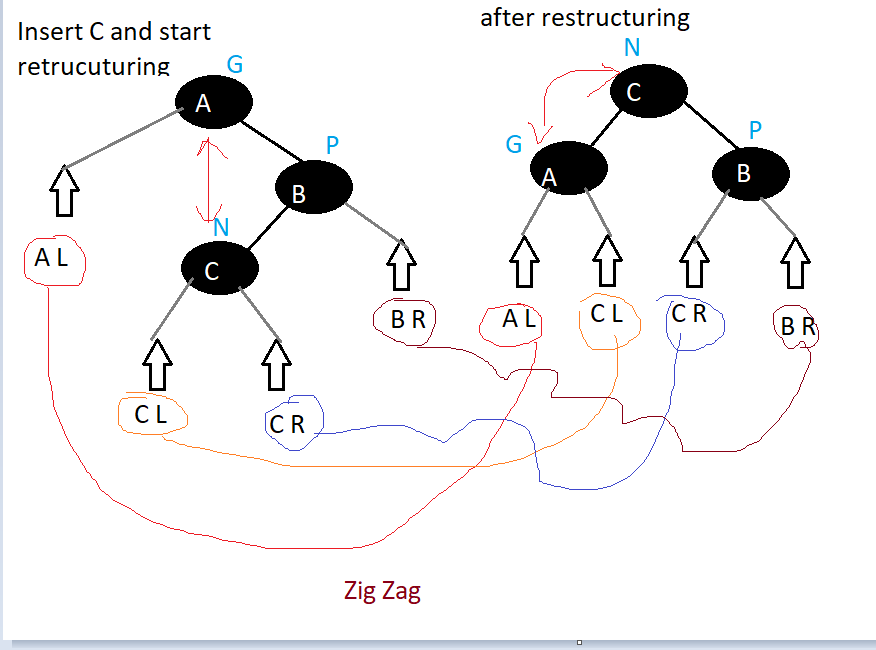 Insert C and start
retrucuturing
G
A
P
B
N
C
A L
B R
C L
C R
after restructuring
N
C
G
A
P
B
A L
C L
C R
B R
Zig Zag